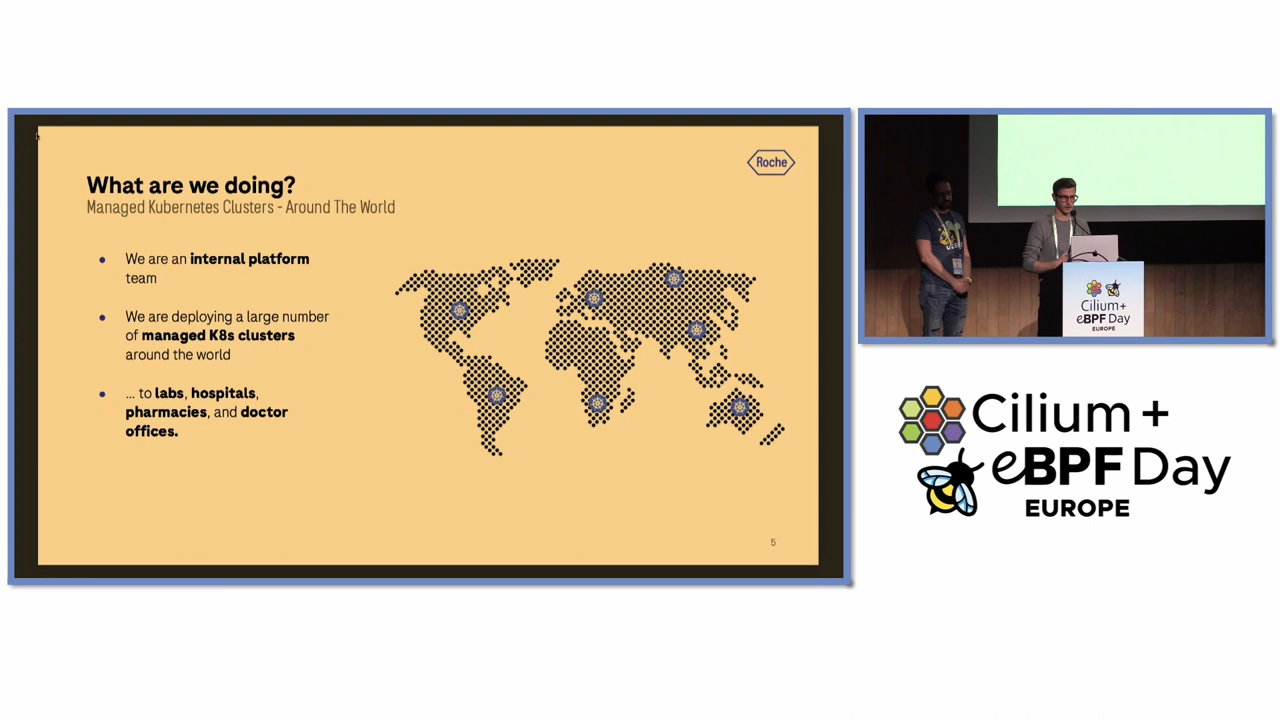 Roche
What are we doing?
Managed Kubernetes Clusters - Around The World
We are an internal platform
team
We are deploying a large number
of managed K8s clusters
around the world
... to labs, hospitals,
pharmacies, and doctor
offices.
5
Cilium+
eBPF Day
EUROPE
Cilium +
eBPF Day
EUROPE